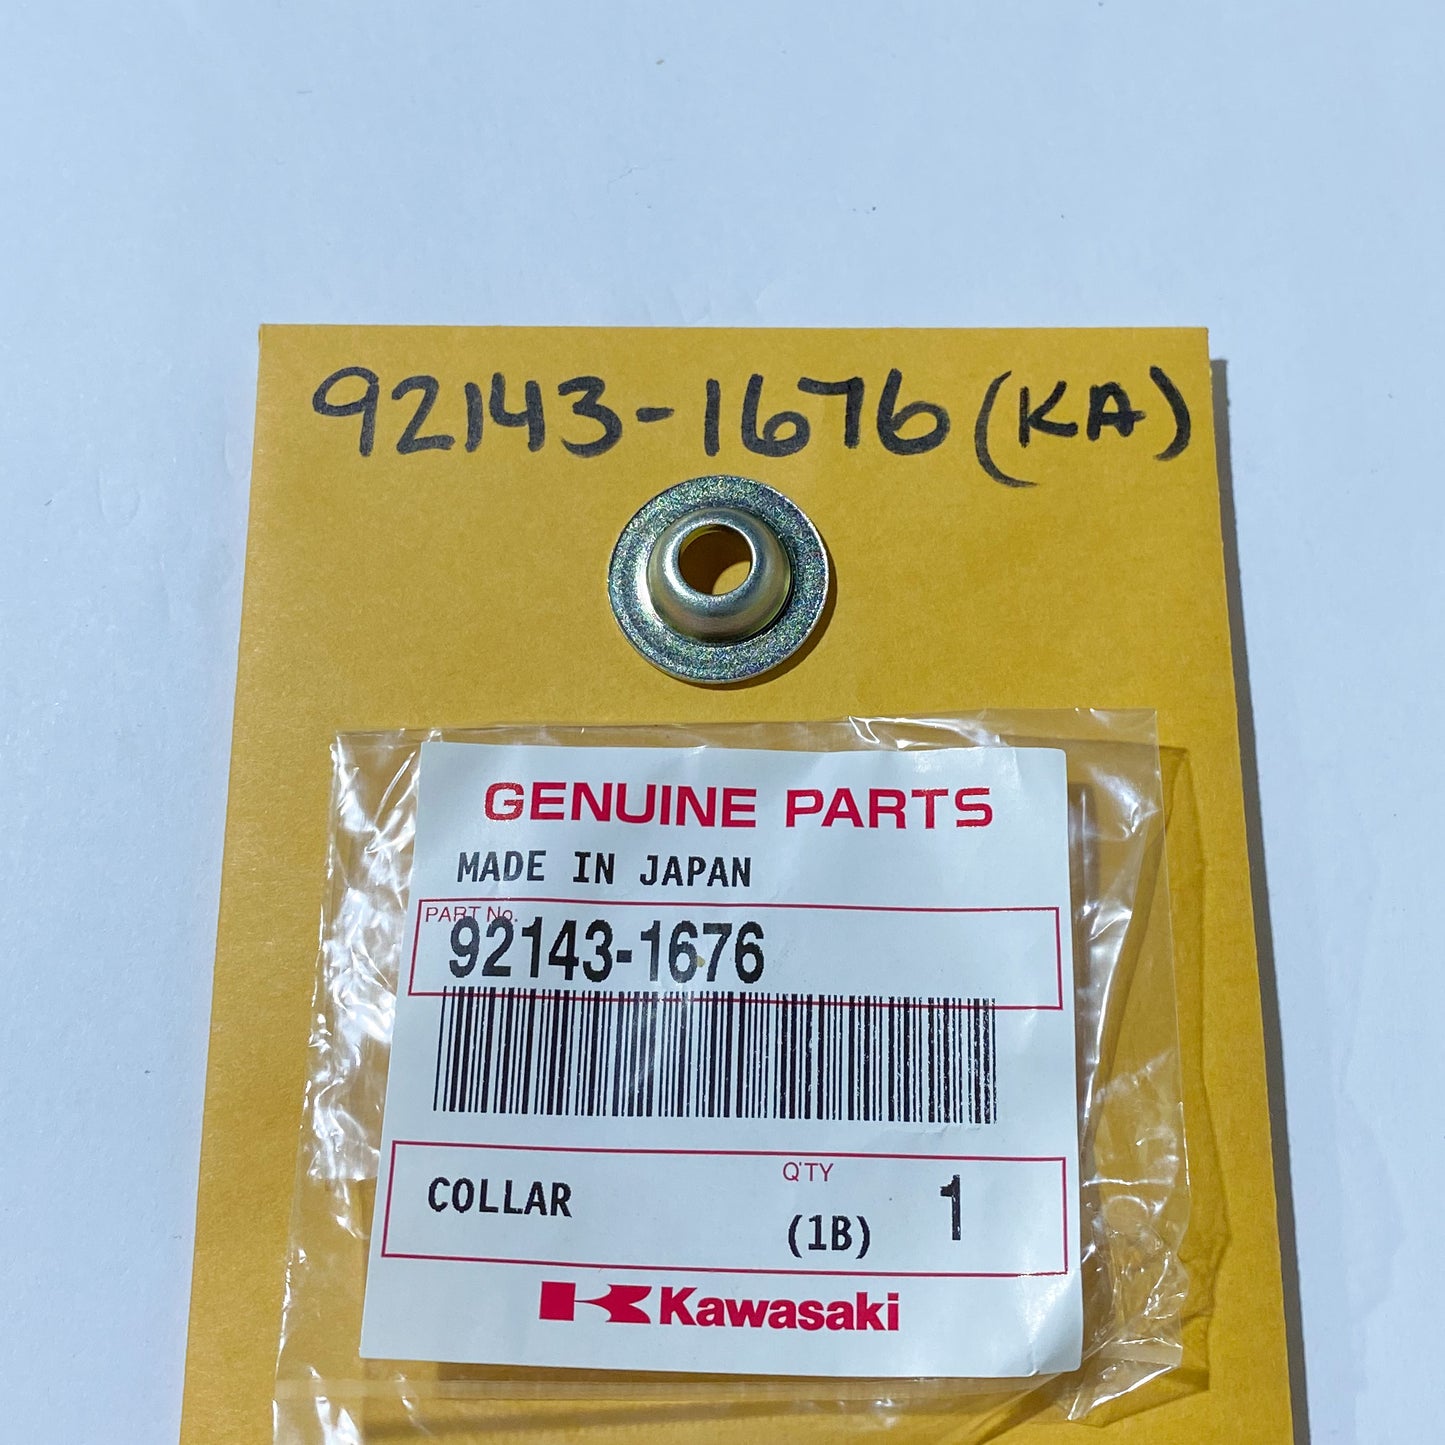 92143-1676 (KA)
GENUINE PARTS
MADE IN JAPAN
PART No.
92143-1676
COLLAR
Q'TY
(1B) 1
Kawasaki